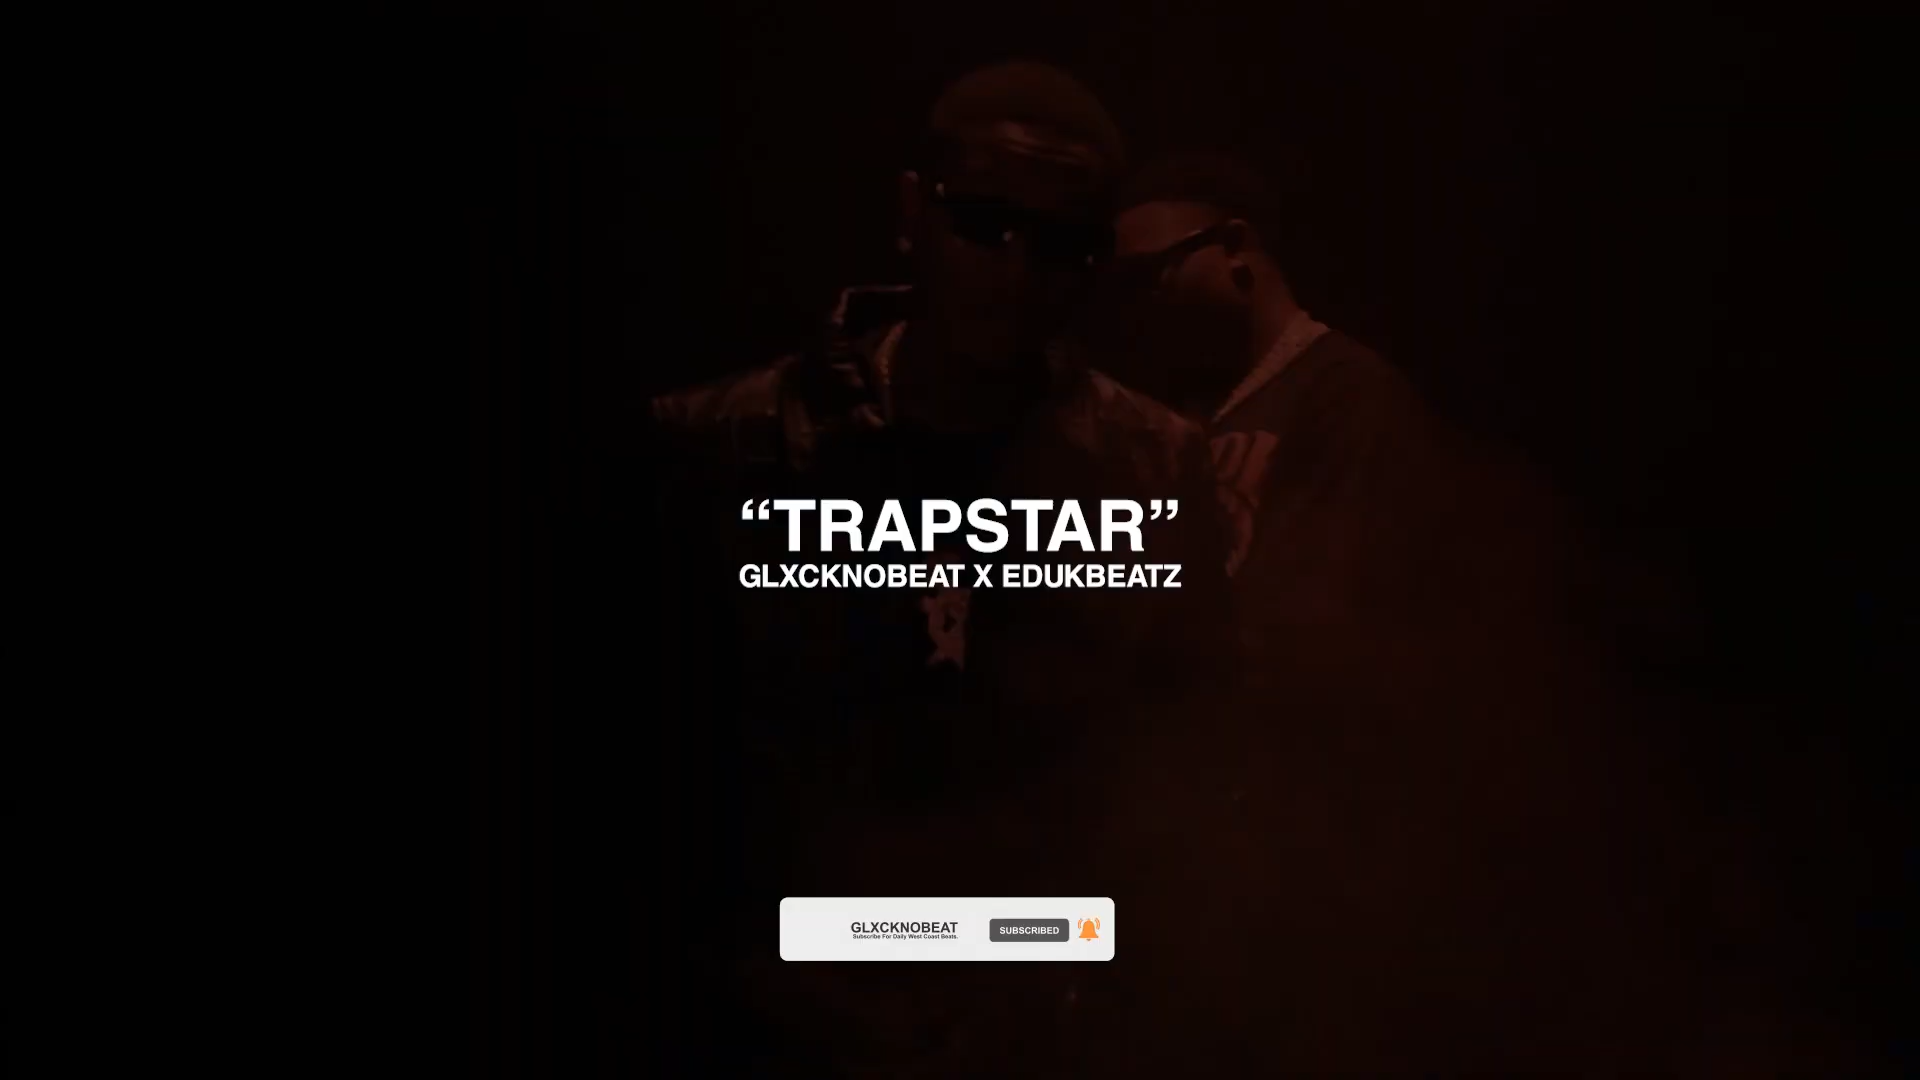 “TRAPSTAR”
GLXCKNOBEAT X EDUKBEATZ
GLXCKNOBEAT
Subscribe For Daily West Coast Beats.
SUBSCRIBED